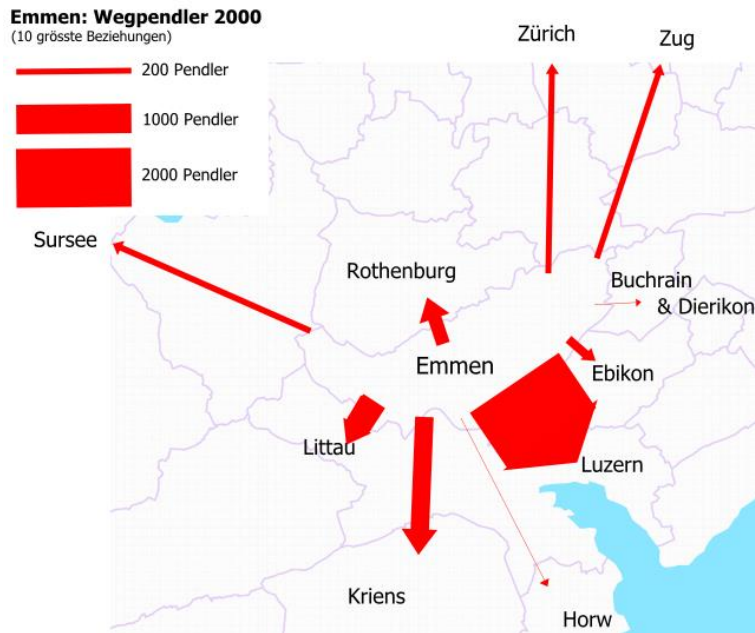 Emmen: Wegpendler 2000
(10 grösste Beziehungen)
200 Pendler
1000 Pendler
2000 Pendler
Zürich
Zug
Sursee
Rothenburg
Buchrain
& Dierikon
Emmen
Ebikon
Littau
Luzern
Kriens
Horw